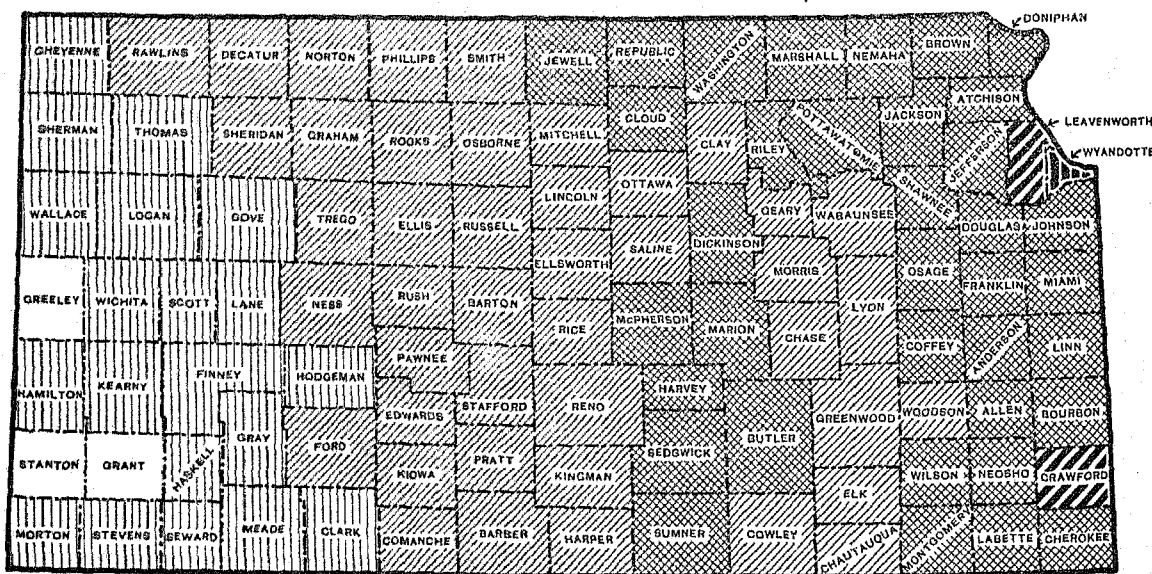 DONIPHAN
CHEYENNE RAWLINS DECATUR NORTON PHILLIPS SMITH JEWELL REPUBLIC WASHINGTON MARSHALL NEMAHA BROWN
SHERMAN THOMAS SHERIDAN GRAHAM ROOKS OSBORNE MITCHELL CLOUD CLAY RILEY POTTAWATOMIE JACKSON ATCHISON JEFFERSON LEAVENWORTH
WYANDOTTE
WALLACE LOGAN GOVE TREGO ELLIS RUSSELL LINCOLN OTTAWA GEARY WABAUNSEE SHAWNEE DOUGLAS JOHNSON
ELLSWORTH SALINE DICKINSON MORRIS LYON OSAGE FRANKLIN MIAMI
GREELEY WICHITA SCOTT LANE NESS RUSH BARTON RICE McPHERSON MARION CHASE COFFEY ANDERSON LINN
HAMILTON KEARNY FINNEY HODGEMAN PAWNEE STAFFORD RENO HARVEY
EDWARDS GREENWOOD WOODSON ALLEN BOURBON
STANTON GRANT HASKELL GRAY FORD KIOWA PRATT KINGMAN SEDGWICK BUTLER ELK WILSON NEOSHO CRAWFORD
MORTON STEVENS SEWARD MEADE CLARK COMANCHE BARBER HARPER SUMNER COWLEY CHAUTAUQUA MONTGOMERY LABETTE CHEROKEE